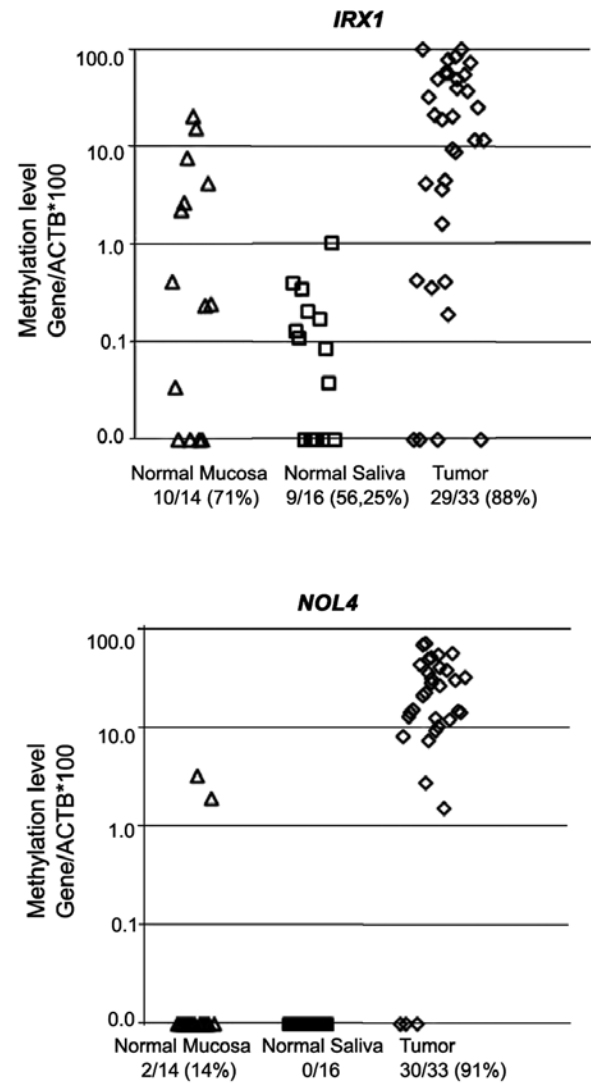 IRX1
100.0
10.0
1.0
0.1
0.0
Methylation level
Gene/ACTB*100
Normal Mucosa Normal Saliva Tumor
10/14 (71%) 9/16 (56,25%) 29/33 (88%)
NOL4
100.0
10.0
1.0
0.1
0.0
Methylation level
Gene/ACTB*100
Normal Mucosa Normal Saliva Tumor
2/14 (14%) 0/16 30/33 (91%)